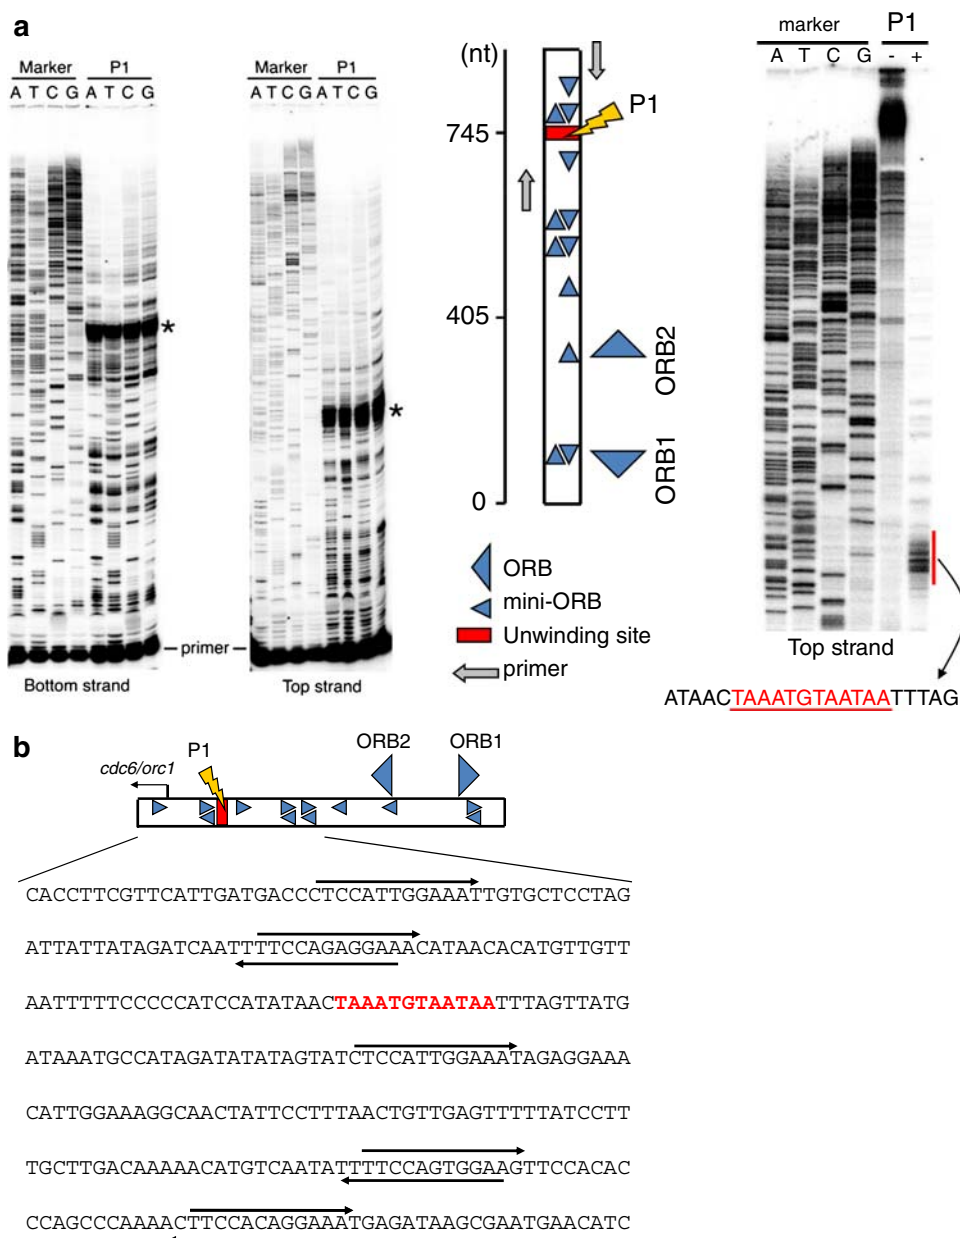 a
Marker P1
A T C G A T C G
*
Bottom strand
primer
Marker P1
A T C G A T C G
*
Top strand
(nt)
745
405
0
P1
ORB2
ORB1
ORB
mini-ORB
Unwinding site
primer
marker P1
A T C G - +
Top strand
ATAACTAAATGTAATAATTTAG
b
cdc6/orc1
P1
ORB2
ORB1
CACCTTCGTTCATTGATGACCCTCCATTGGAAATTGTGCTCCTAG
ATTATTATAGATCAATTTTCCAGAGGAAACATAACACATGTTGTT
AATTTTTCCCCCATCCATATAACTAAATGTAATAATTTAGTTATG
ATAAATGCCATAGATATATAGTATCTCCATTGGAAATAGAGGAAA
CATTGGAAAGGCAACTATTCCTTTAACTGTTGAGTTTTTATCCTT
TGCTTGACAAAAACATGTCAATATTTTCCAGTGGAAGTTCCACAC
CCAGCCCAAAACTTCCACAGGAAATGAGATAAGCGAATGAACATC